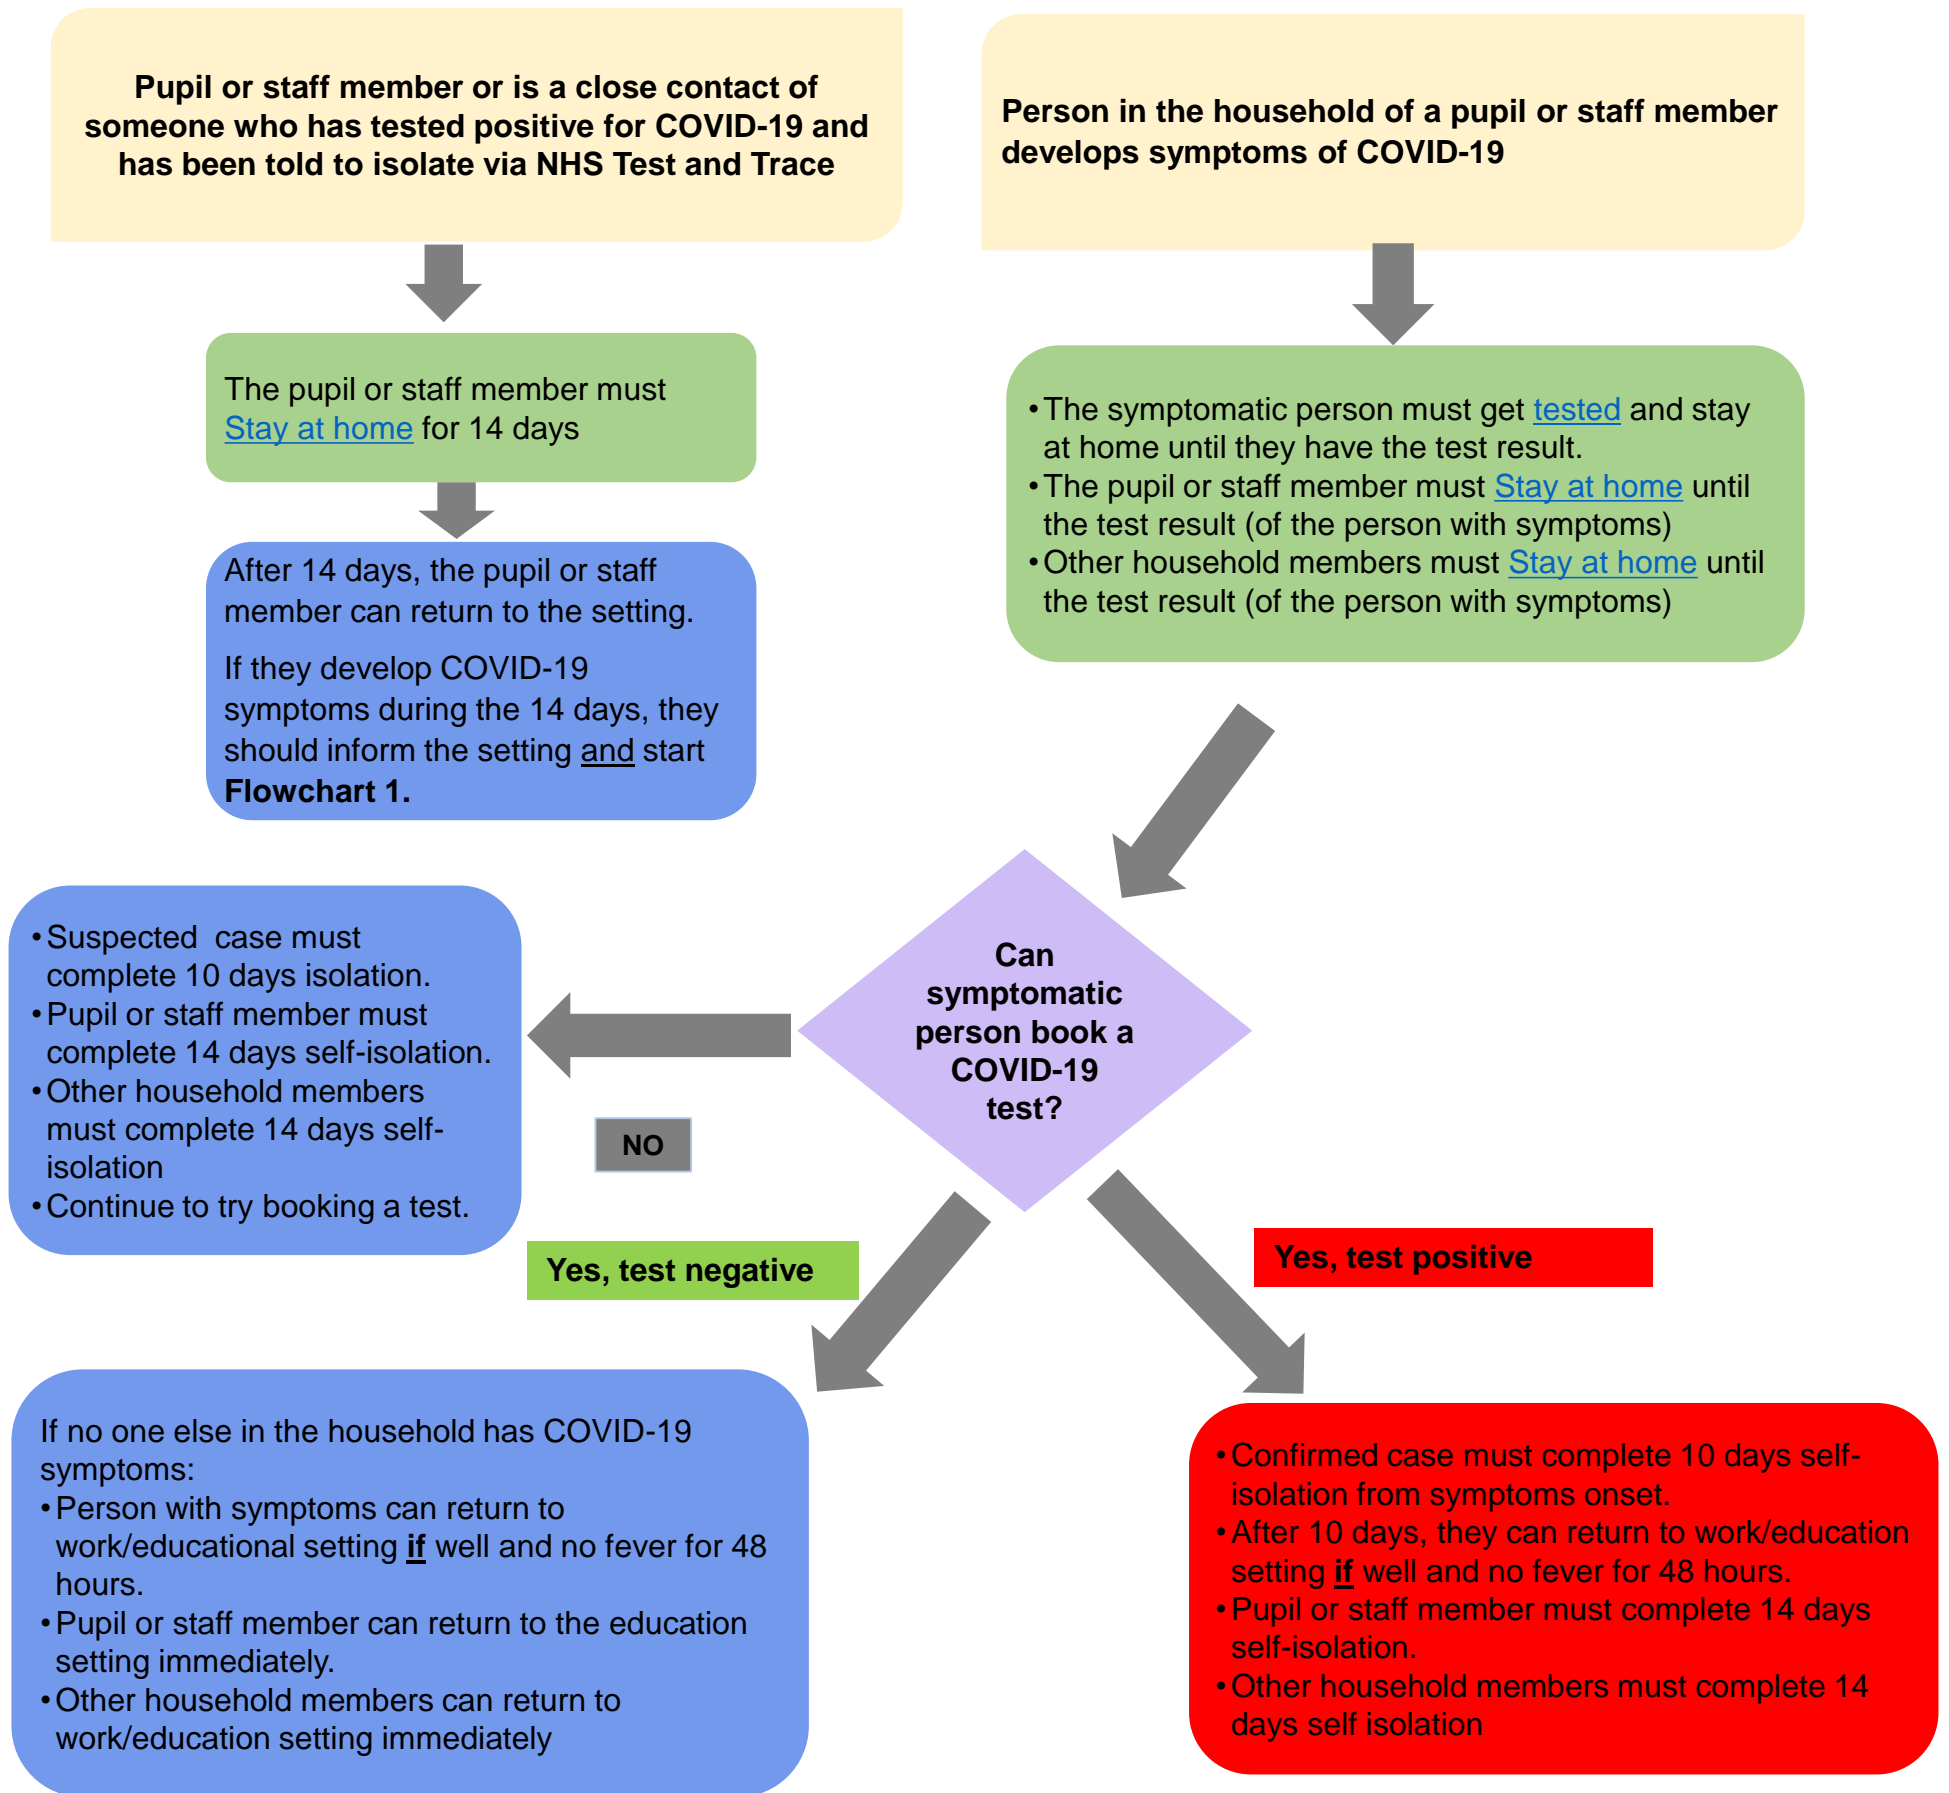 Pupil or staff member or is a close contact of
someone who has tested positive for COVID-19 and
has been told to isolate via NHS Test and Trace
Person in the household of a pupil or staff member
develops symptoms of COVID-19
The pupil or staff member must
Stay at home for 14 days
•The symptomatic person must get tested and stay
at home until they have the test result.
•The pupil or staff member must Stay at home until
the test result (of the person with symptoms)
•Other household members must Stay at home until
the test result (of the person with symptoms)
After 14 days, the pupil or staff
member can return to the setting.
If they develop COVID-19
symptoms during the 14 days, they
should inform the setting and start
Flowchart 1.
Can
symptomatic
person book a
COVID-19
test?
•Suspected  case must
complete 10 days isolation.
•Pupil or staff member must
complete 14 days self-isolation.
•Other household members
must complete 14 days self-
isolation
•Continue to try booking a test.
NO
Yes, test negative
Yes, test positive
If no one else in the household has COVID-19
symptoms:
•Person with symptoms can return to
work/educational setting if well and no fever for 48
hours.
•Pupil or staff member can return to the education
setting immediately.
•Other household members can return to
work/education setting immediately
•Confirmed case must complete 10 days self-
isolation from symptoms onset.
•After 10 days, they can return to work/education
setting if well and no fever for 48 hours.
•Pupil or staff member must complete 14 days
self-isolation.
•Other household members must complete 14
days self isolation